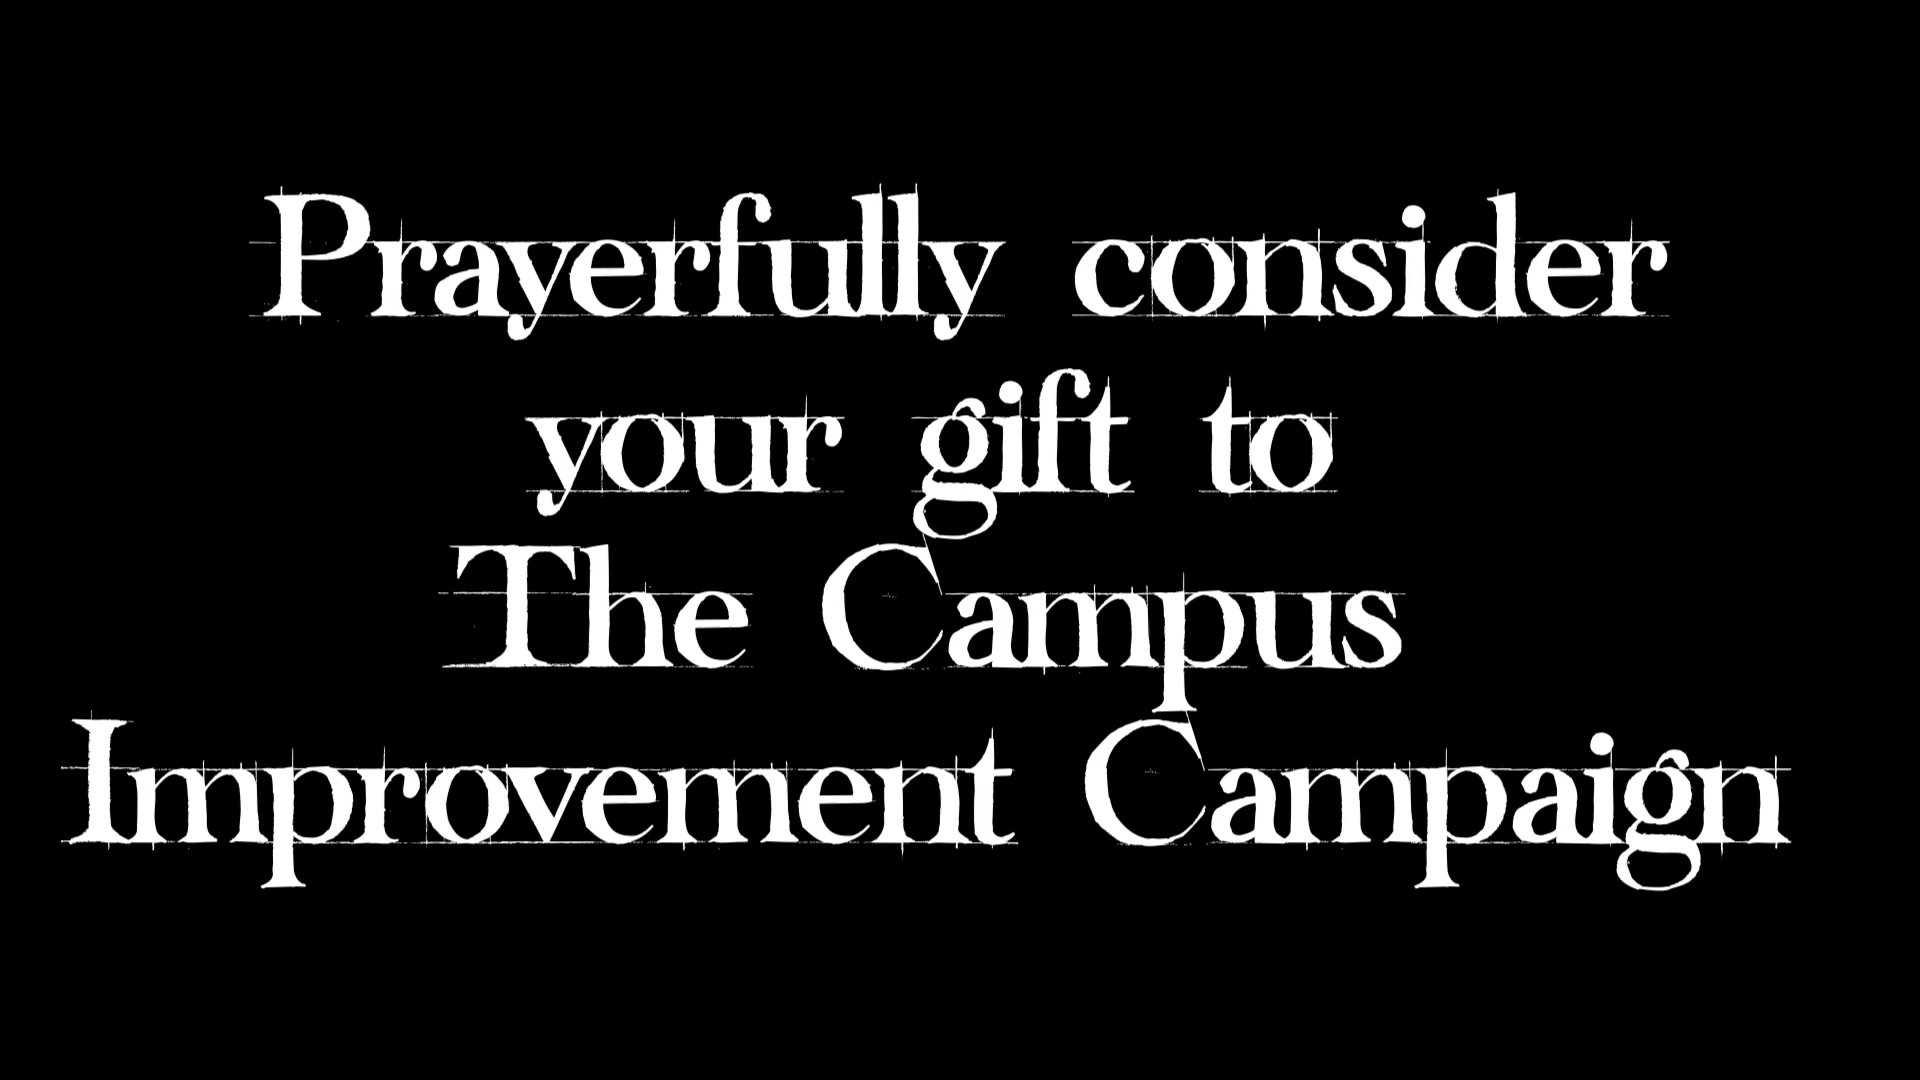 Prayerfully consider
your gift to
The Campus
Improvement Campaign